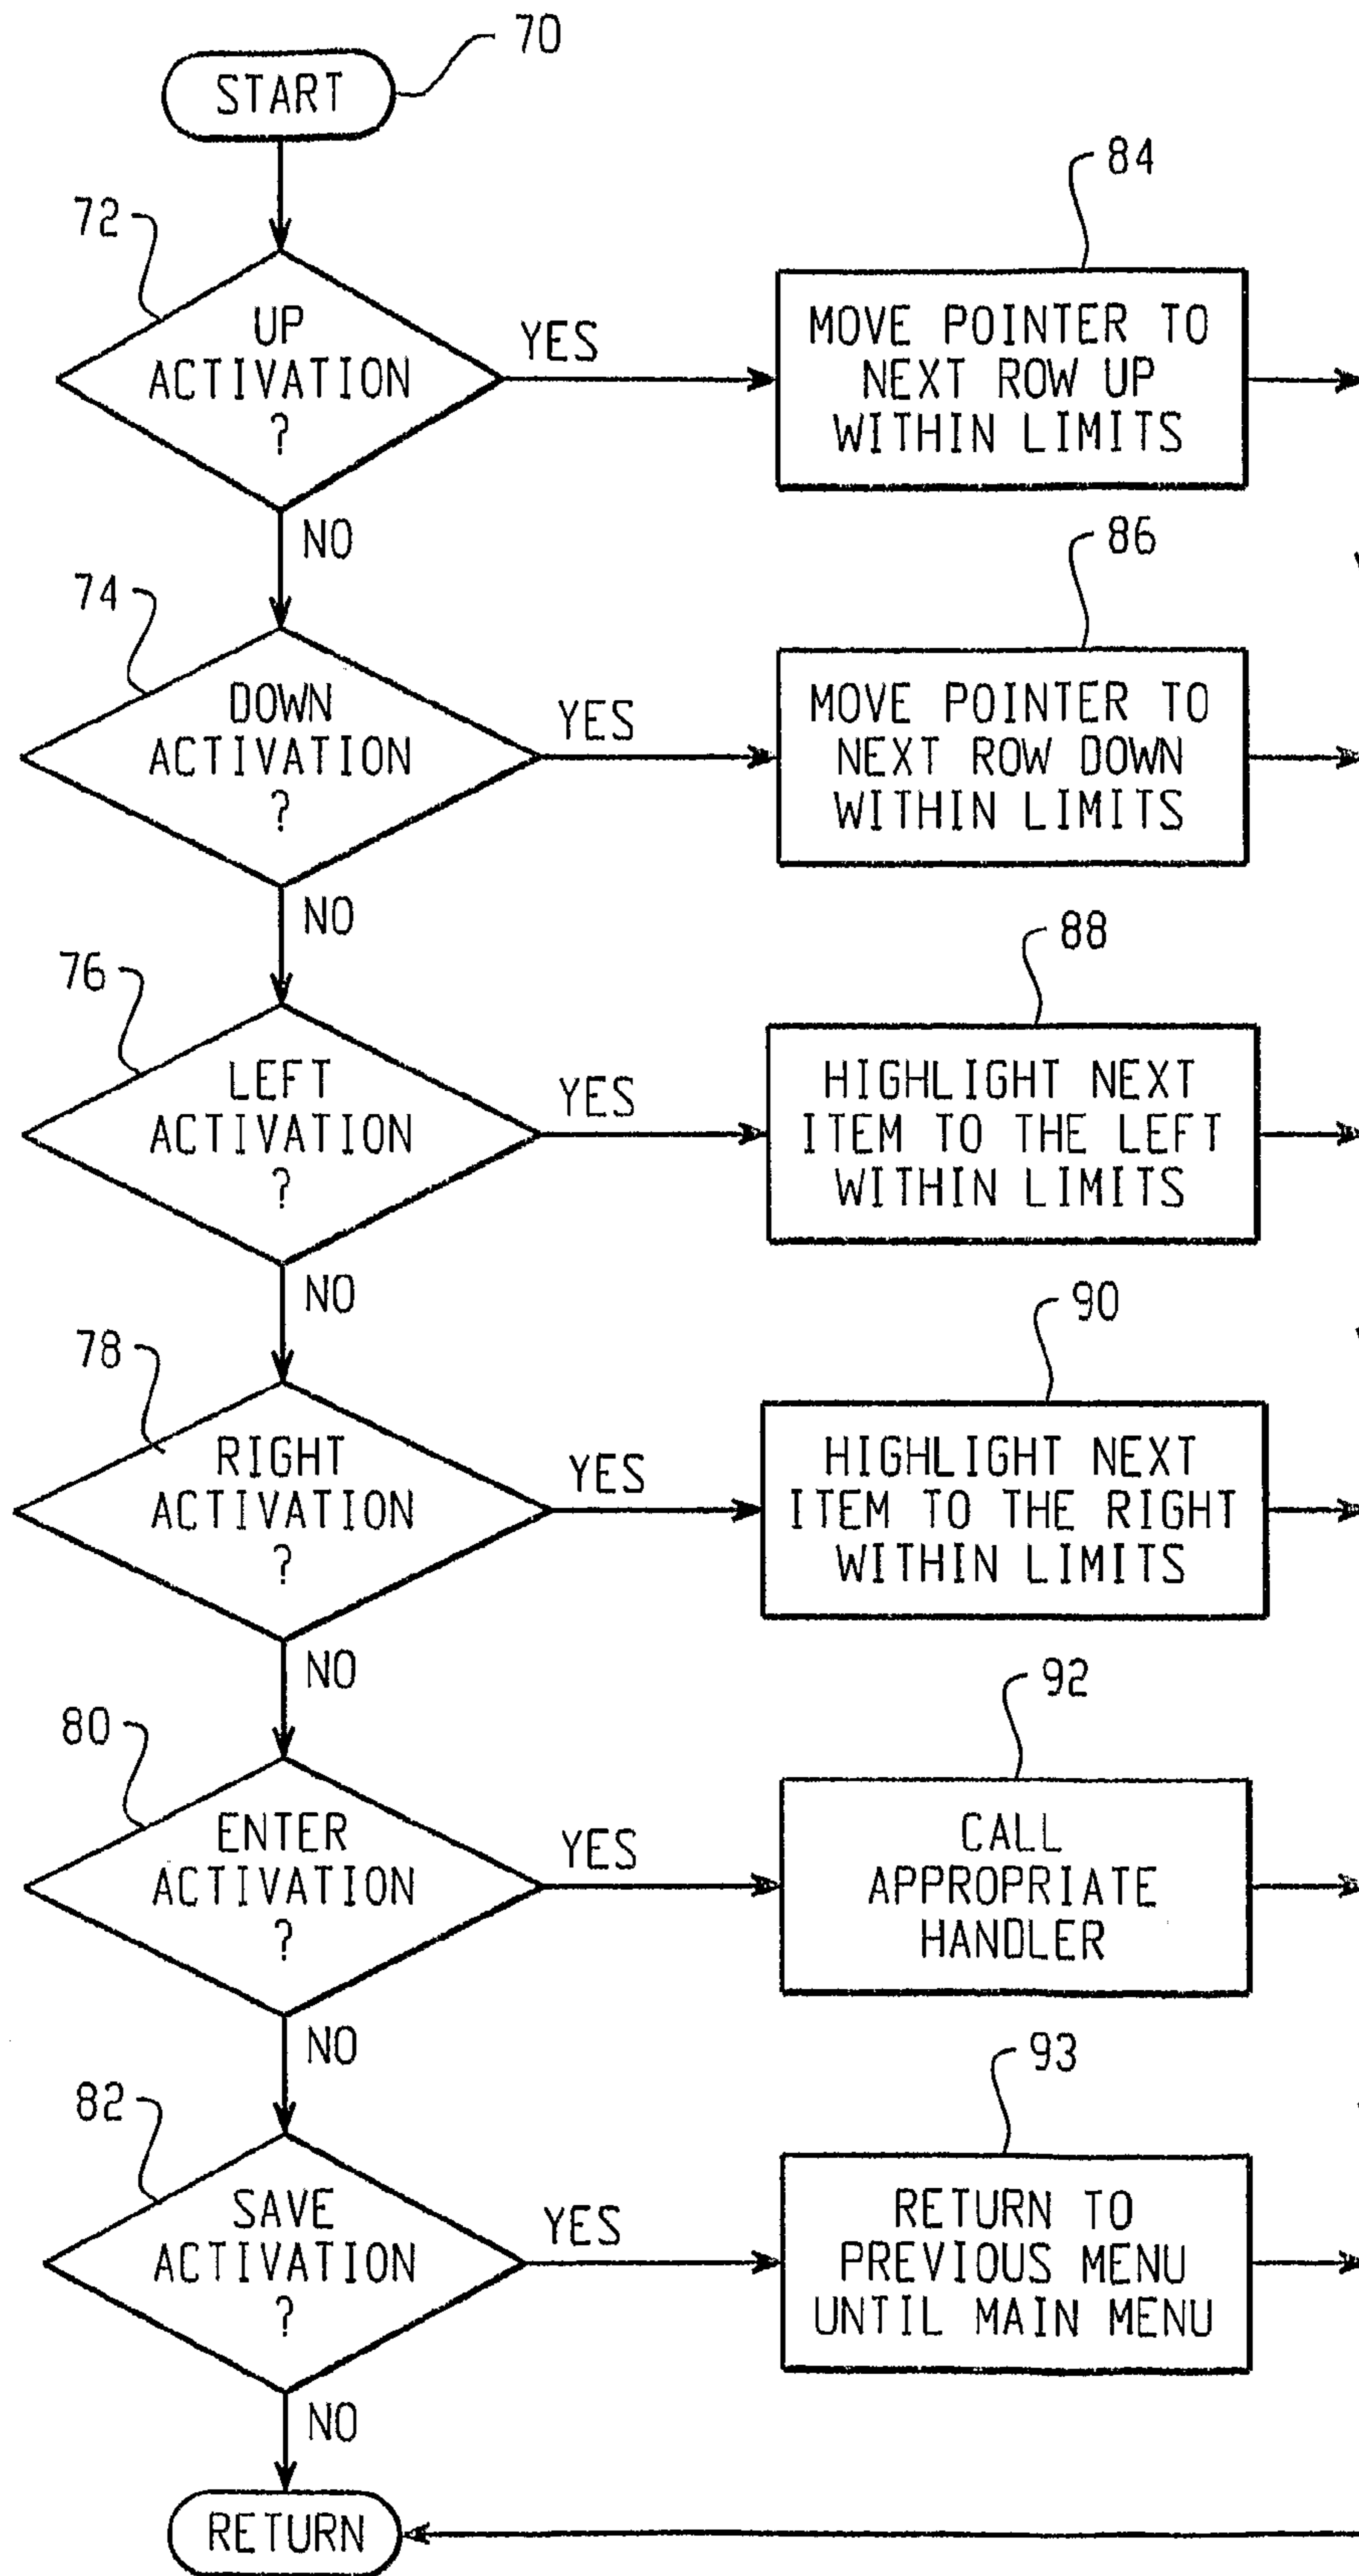 70
START
72
UP
ACTIVATION
?
YES
84
MOVE POINTER TO
NEXT ROW UP
WITHIN LIMITS
NO
74
DOWN
ACTIVATION
?
YES
86
MOVE POINTER TO
NEXT ROW DOWN
WITHIN LIMITS
NO
76
LEFT
ACTIVATION
?
YES
88
HIGHLIGHT NEXT
ITEM TO THE LEFT
WITHIN LIMITS
NO
78
RIGHT
ACTIVATION
?
YES
90
HIGHLIGHT NEXT
ITEM TO THE RIGHT
WITHIN LIMITS
NO
80
ENTER
ACTIVATION
?
YES
92
CALL
APPROPRIATE
HANDLER
NO
82
SAVE
ACTIVATION
?
YES
93
RETURN TO
PREVIOUS MENU
UNTIL MAIN MENU
NO
RETURN